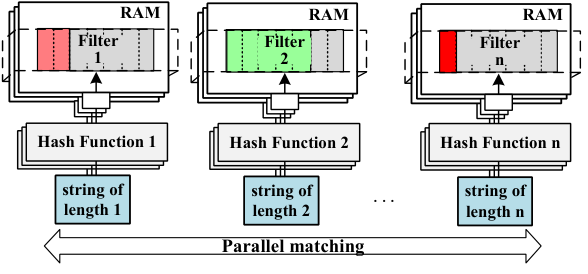 RAM
Filter
1
Hash Function 1
string of
length 1
RAM
Filter
2
Hash Function 2
string of
length 2
. . .
RAM
Filter
n
Hash Function n
string of
length n
Parallel matching